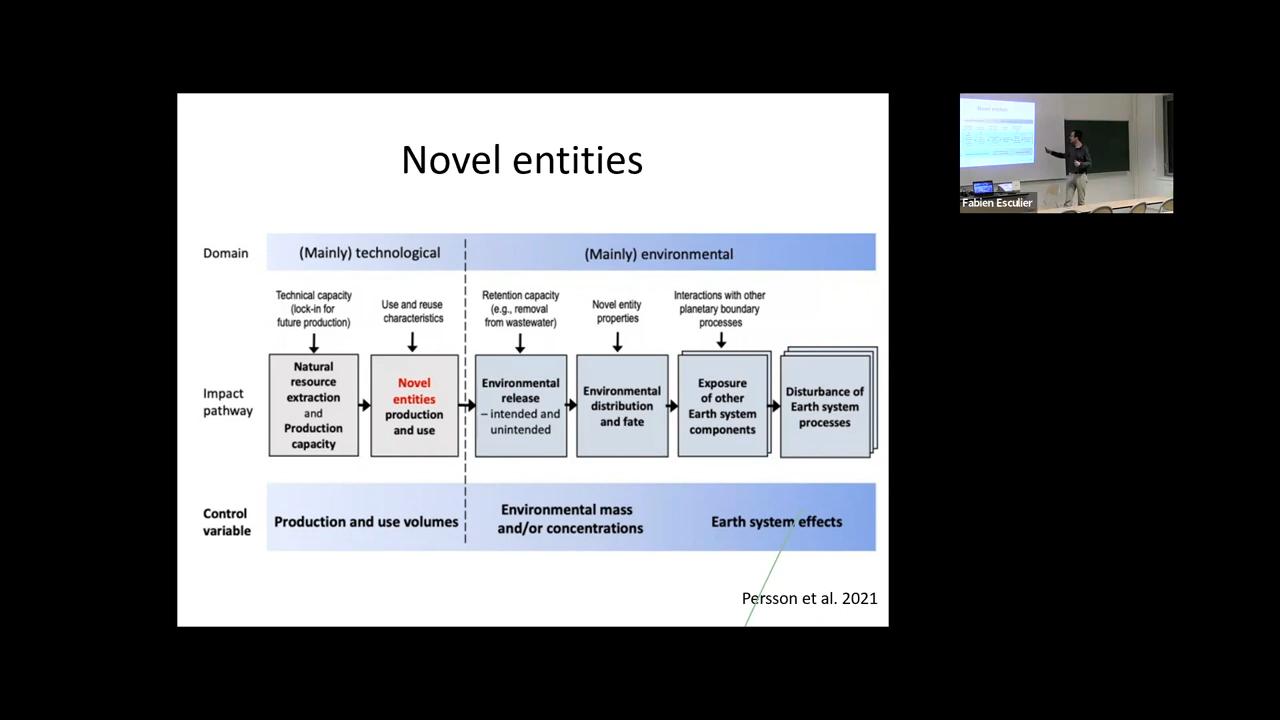 Novel entities
Domain
(Mainly) technological
(Mainly) environmental
Technical capacity
(lock-in for
future production)
Use and reuse
characteristics
Retention capacity
(e.g., removal
from wastewater)
Novel entity
properties
Interactions with other
planetary boundary
processes
Impact
pathway
Natural
resource
extraction
and
Production
capacity
Novel
entities
production
and use
Environmental
release
– intended and
unintended
Environmental
distribution
and fate
Exposure
of other
Earth system
components
Disturbance of
Earth system
processes
Control
variable
Production and use volumes
Environmental mass
and/or concentrations
Earth system effects
Persson et al. 2021
Fabien Esculier